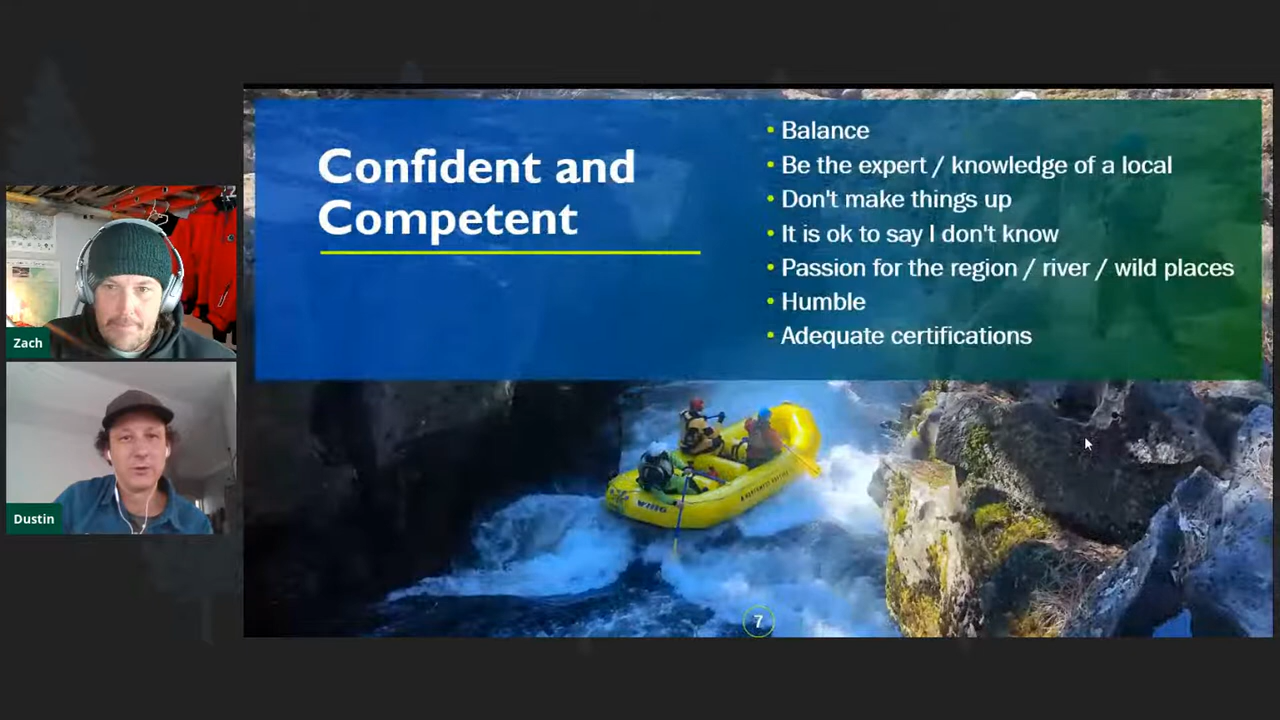 Confident and
Competent
• Balance
• Be the expert / knowledge of a local
• Don't make things up
• It is ok to say I don't know
• Passion for the region / river / wild places
• Humble
• Adequate certifications
Zach
Dustin
WING
7